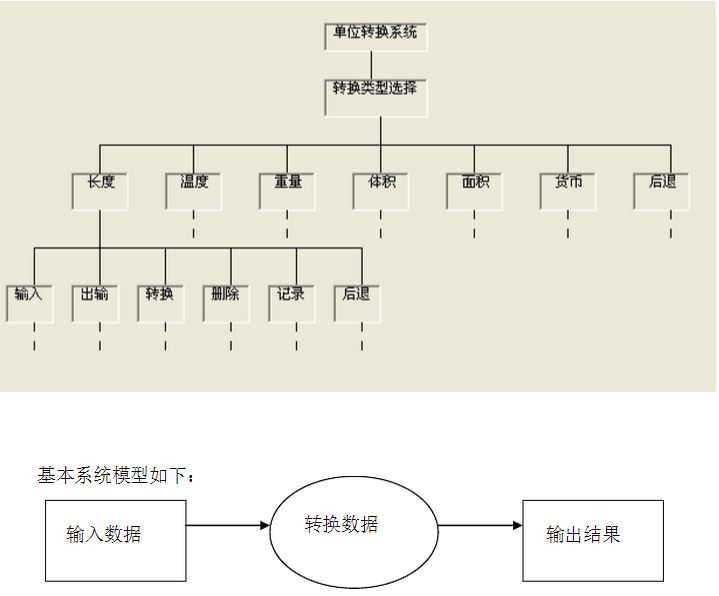 单位转换系统
转换类型选择
长度 温度 重量 体积 面积 货币 后退
输入 出输 转换 删除 记录 后退
基本系统模型如下：
输入数据 转换数据 输出结果